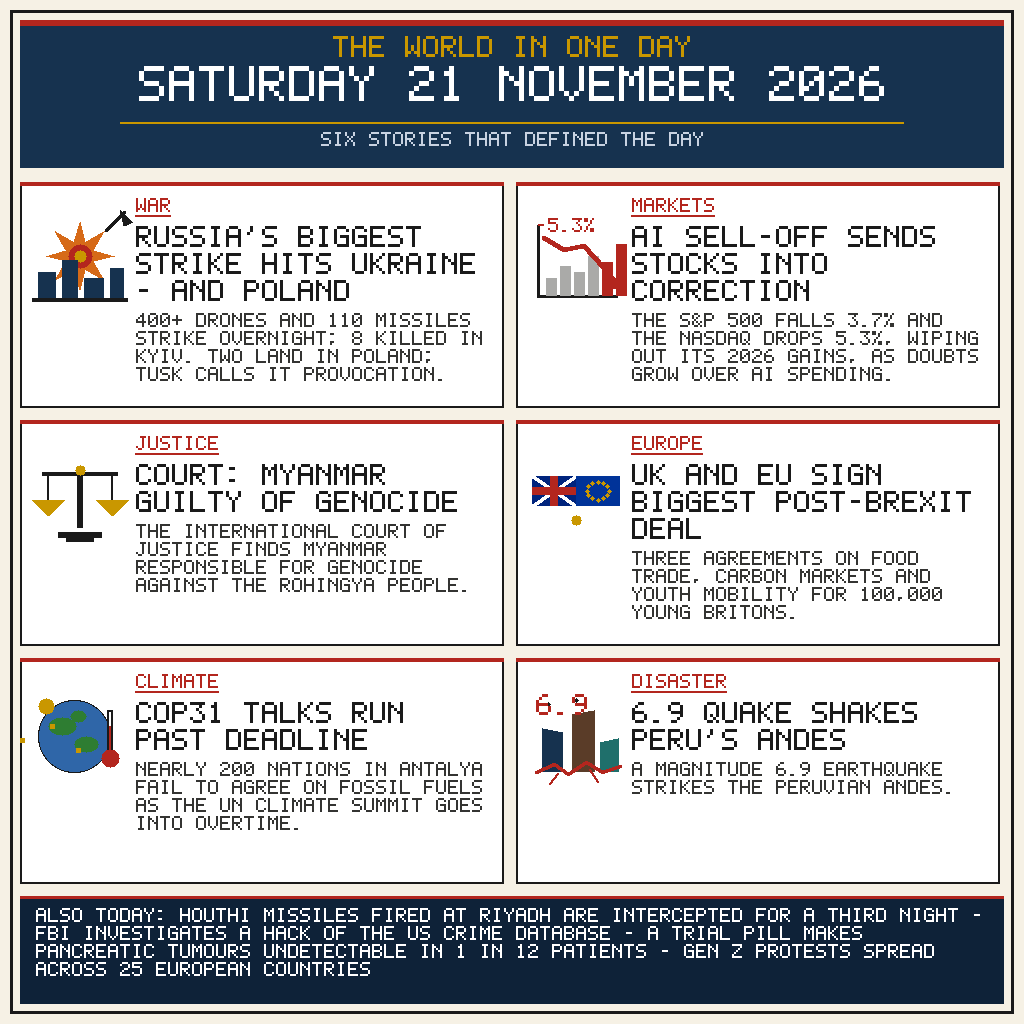 THE WORLD IN ONE DAY
SATURDAY 21 NOVEMBER 2026
SIX STORIES THAT DEFINED THE DAY
WAR
RUSSIA'S BIGGEST
STRIKE HITS UKRAINE
- AND POLAND
400+ DRONES AND 110 MISSILES
STRIKE OVERNIGHT; 8 KILLED IN
KYIV. TWO LAND IN POLAND;
TUSK CALLS IT PROVOCATION.
MARKETS
-5.3%
AI SELL-OFF SENDS
STOCKS INTO
CORRECTION
THE S&P 500 FALLS 3.7% AND
THE NASDAQ DROPS 5.3%, WIPING
OUT ITS 2026 GAINS, AS DOUBTS
GROW OVER AI SPENDING.
JUSTICE
COURT: MYANMAR
GUILTY OF GENOCIDE
THE INTERNATIONAL COURT OF
JUSTICE FINDS MYANMAR
RESPONSIBLE FOR GENOCIDE
AGAINST THE ROHINGYA PEOPLE.
EUROPE
UK AND EU SIGN
BIGGEST POST-BREXIT
DEAL
THREE AGREEMENTS ON FOOD
TRADE, CARBON MARKETS AND
YOUTH MOBILITY FOR 100,000
YOUNG BRITONS.
CLIMATE
COP31 TALKS RUN
PAST DEADLINE
NEARLY 200 NATIONS IN ANTALYA
FAIL TO AGREE ON FOSSIL FUELS
AS THE UN CLIMATE SUMMIT GOES
INTO OVERTIME.
DISASTER
6.9
6.9 QUAKE SHAKES
PERU'S ANDES
A MAGNITUDE 6.9 EARTHQUAKE
STRIKES THE PERUVIAN ANDES.
ALSO TODAY: HOUTHI MISSILES FIRED AT RIYADH ARE INTERCEPTED FOR A THIRD NIGHT -
FBI INVESTIGATES A HACK OF THE US CRIME DATABASE - A TRIAL PILL MAKES
PANCREATIC TUMOURS UNDETECTABLE IN 1 IN 12 PATIENTS - GEN Z PROTESTS SPREAD
ACROSS 25 EUROPEAN COUNTRIES